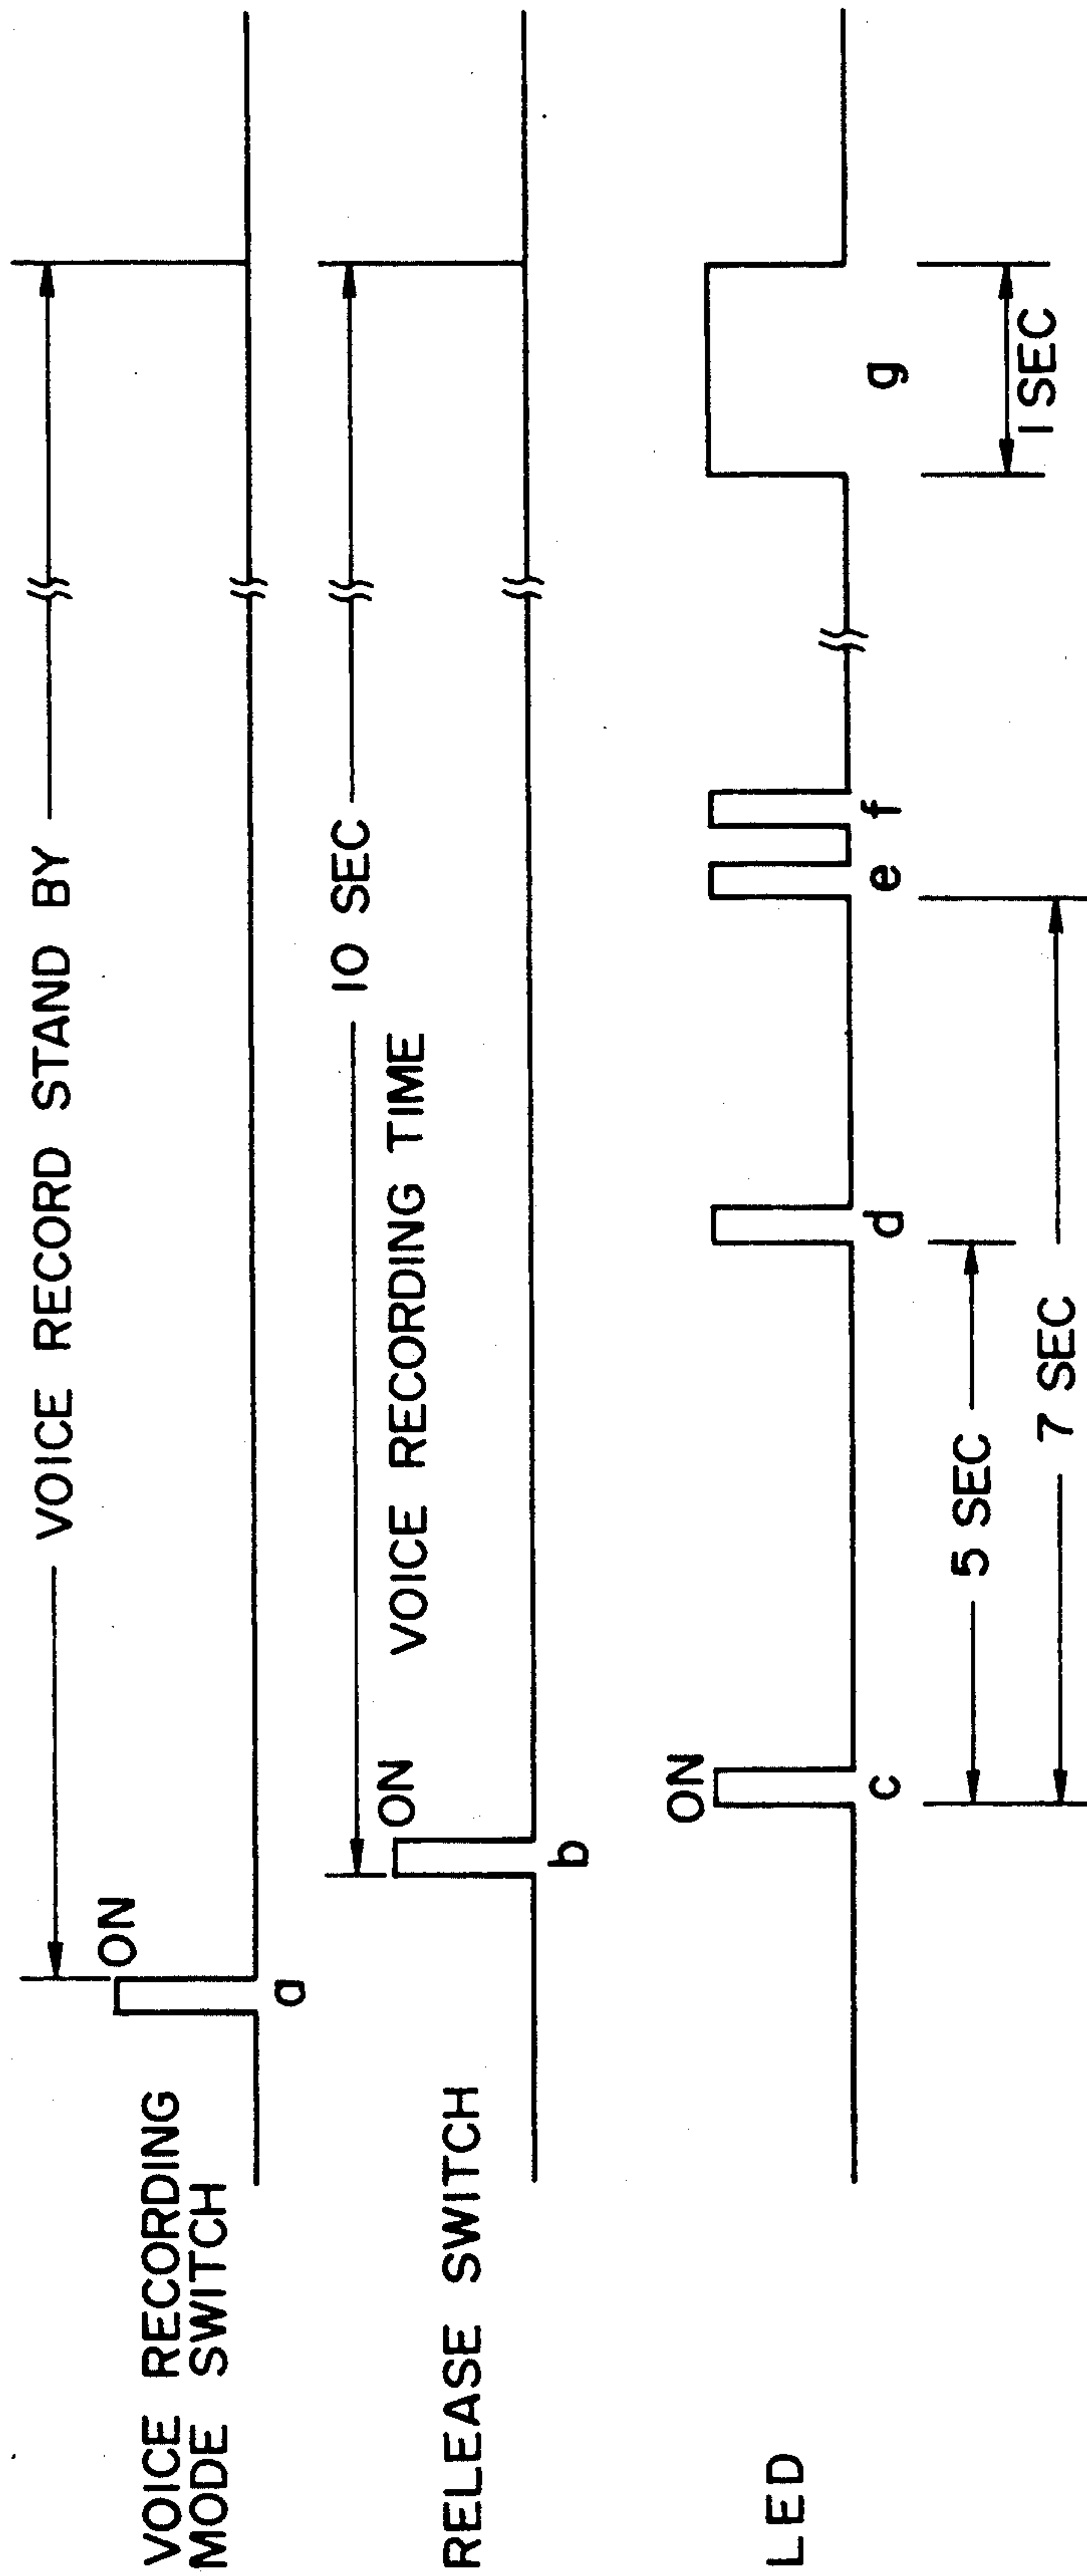 VOICE RECORD STAND BY
VOICE RECORDING
MODE SWITCH
ON
a
10 SEC
VOICE RECORDING TIME
RELEASE SWITCH
ON
b
LED
ON
c
d
e
f
g
5 SEC
1 SEC
7 SEC